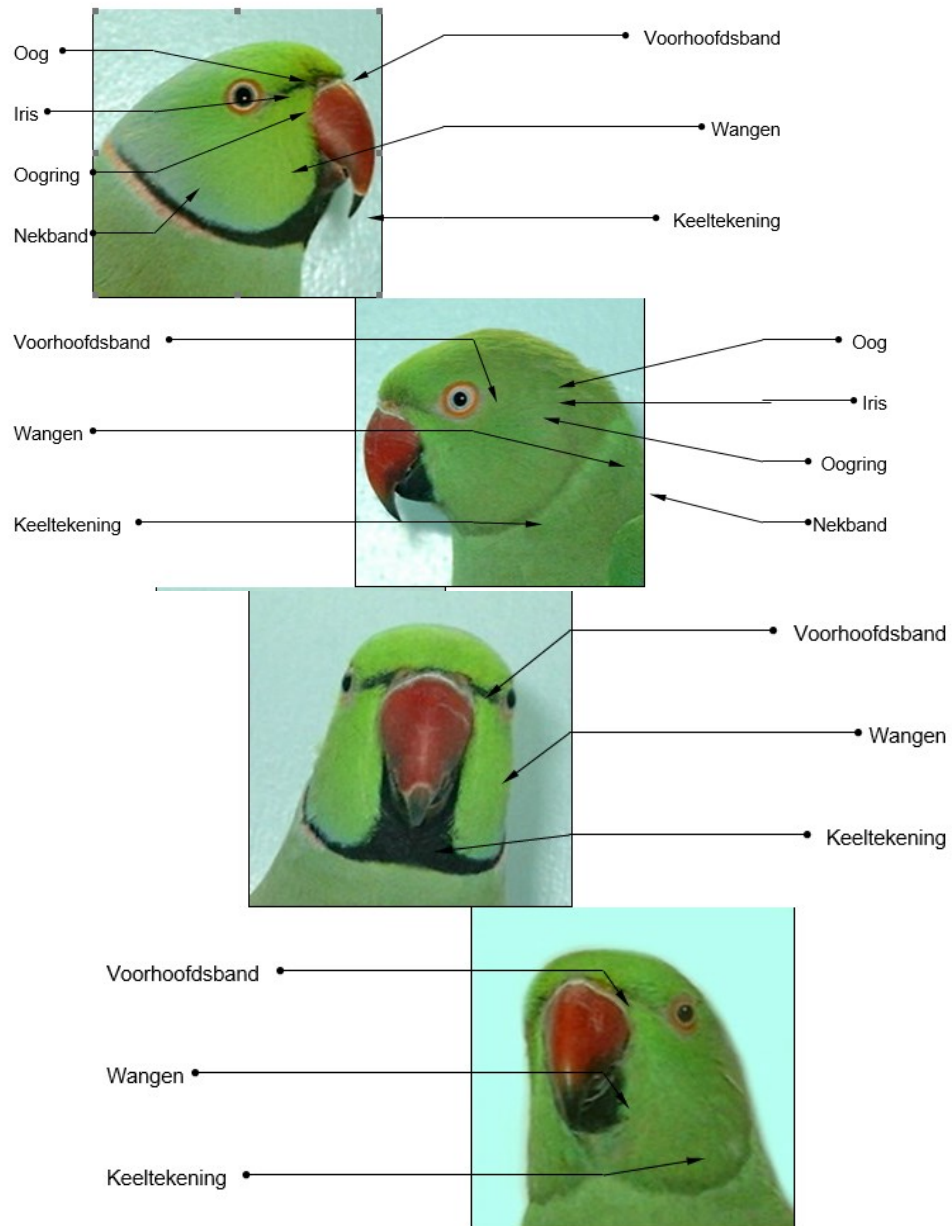 Oog
Voorhoofdsband
Iris
Wangen
Oogring
Keeltekening
Nekband
Voorhoofdsband
Oog
Iris
Wangen
Oogring
Keeltekening
Nekband
Voorhoofdsband
Wangen
Keeltekening
Voorhoofdsband
Wangen
Keeltekening